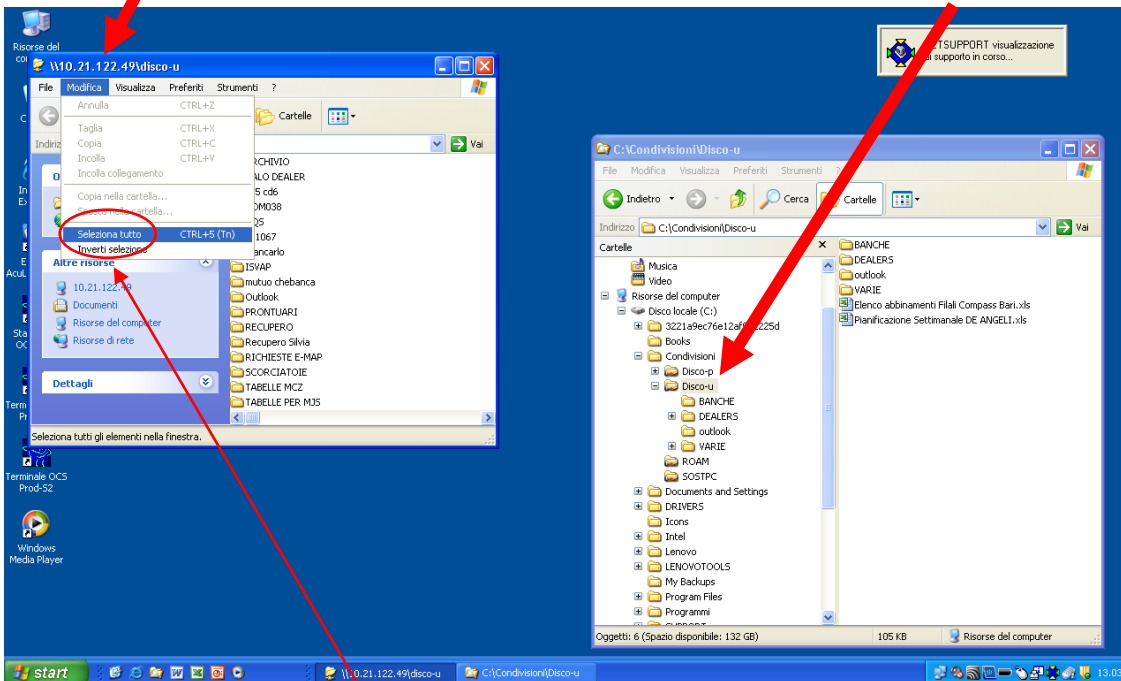 Risorse del
\\10.21.122.49\disco-u
File Modifica Visualizza Preferiti Strumenti ?
Annulla CTRL+Z
Taglia CTRL+X
Copia CTRL+C
Incolla CTRL+V
Incolla collegamento
Copia nella cartella...
Sposta nella cartella...
Seleziona tutto CTRL+5 (Tn)
Inverti selezione
Cartelle
Vai
ALO DEALER
5 cd6
1067
ISVAP
mutuo chebanca
Outlook
PRONTUARI
RECUPERO
Recupero Silvia
RICHIESTE E-MAP
SCORCIATOIE
TABELLE MCZ
TABELLE PER MJS
Altre risorse
10.21.122.49
Documenti
Risorse del computer
Risorse di rete
Dettagli
Seleziona tutti gli elementi nella finestra.
Terminale OCS
Prod-S2
Windows
Media Player
TSUPPORT visualizzazione
supporto in corso...
C:\Condivisioni\Disco-u
File Modifica Visualizza Preferiti Strumenti ?
Indietro Cerca Cartelle
Indirizzo C:\Condivisioni\Disco-u Vai
Cartelle
Musica
Video
Risorse del computer
Disco locale (C:)
Books
Condivisioni
Disco-p
Disco-u
BANCHE
DEALERS
outlook
VARIE
ROAM
SOSTPC
Documents and Settings
DRIVERS
Icons
Intel
Lenovo
LENOVOTOOLS
My Backups
Program Files
Programmi
BANCHE
DEALERS
outlook
VARIE
Elenco abbinamenti Filali Compass Bari.xls
Pianificazione Settimanale DE ANGELI.xls
Oggetti: 6 (Spazio disponibile: 132 GB) 105 KB Risorse del computer
start \\10.21.122.49\disco-u C:\Condivisioni\Disco-u 13.03